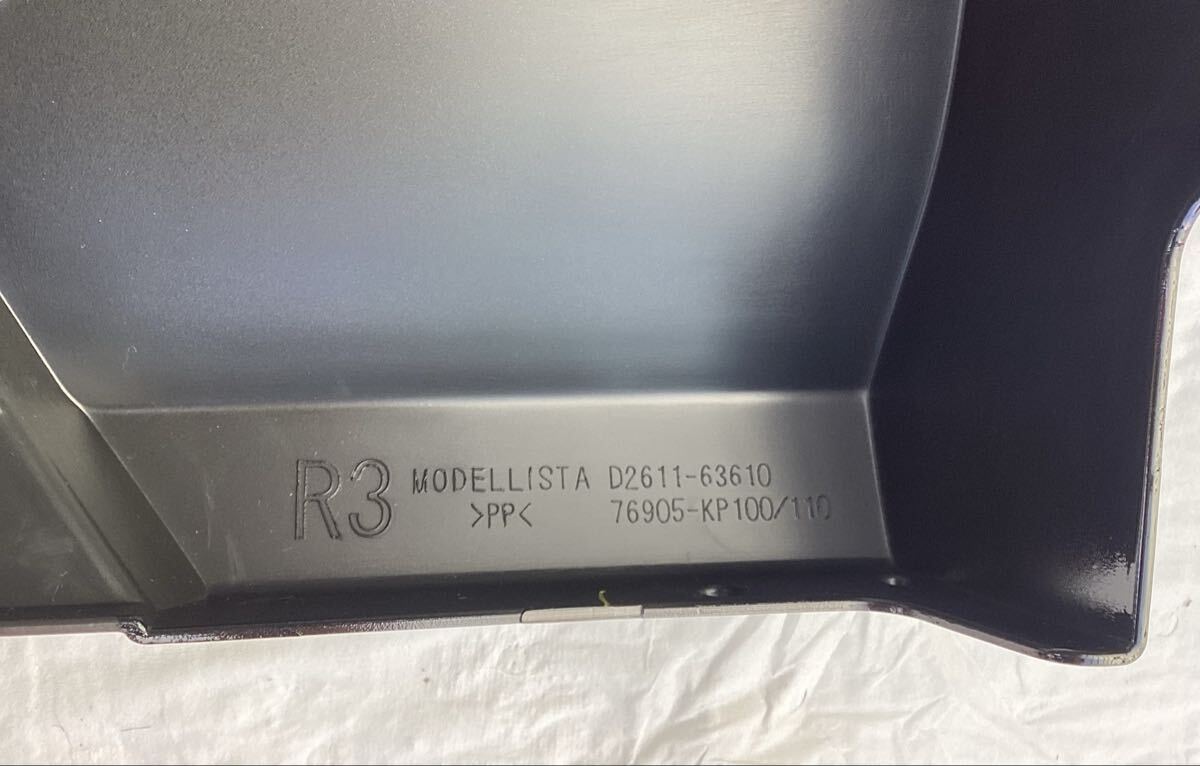 R3 MODELLISTA D2611-63610
>PP< 76905-KP100/110